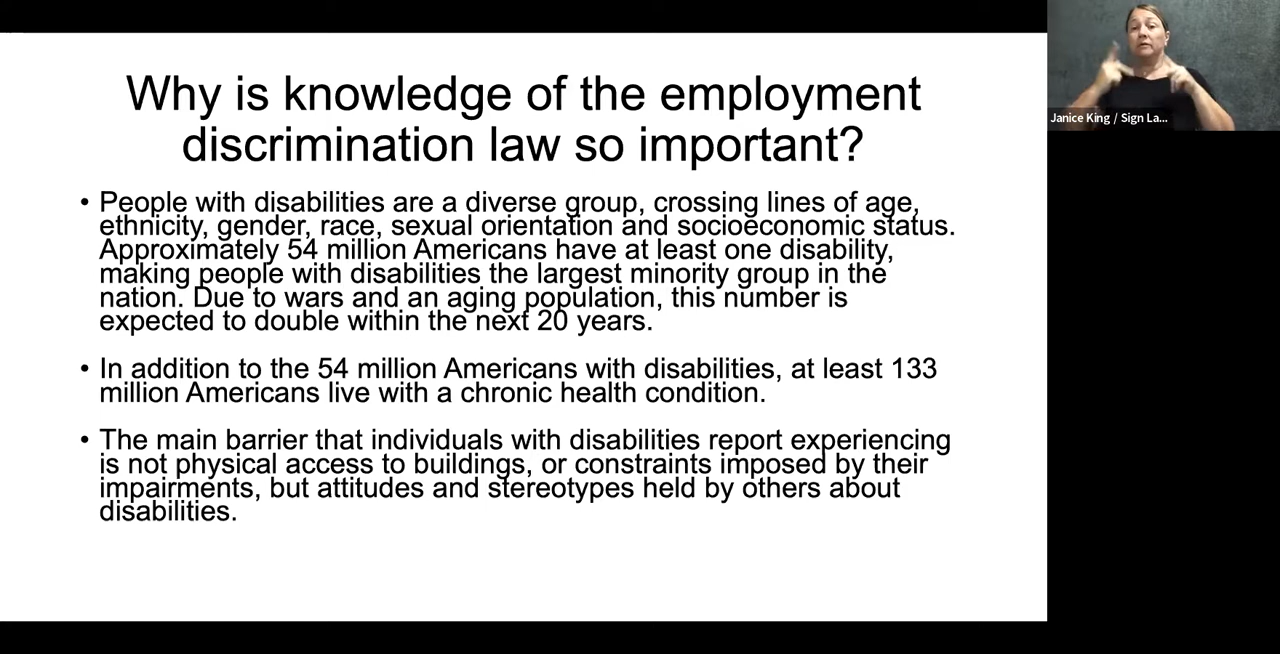 Why is knowledge of the employment
discrimination law so important?
• People with disabilities are a diverse group, crossing lines of age,
ethnicity, gender, race, sexual orientation and socioeconomic status.
Approximately 54 million Americans have at least one disability,
making people with disabilities the largest minority group in the
nation. Due to wars and an aging population, this number is
expected to double within the next 20 years.
• In addition to the 54 million Americans with disabilities, at least 133
million Americans live with a chronic health condition.
• The main barrier that individuals with disabilities report experiencing
is not physical access to buildings, or constraints imposed by their
impairments, but attitudes and stereotypes held by others about
disabilities.
Janice King / Sign La...